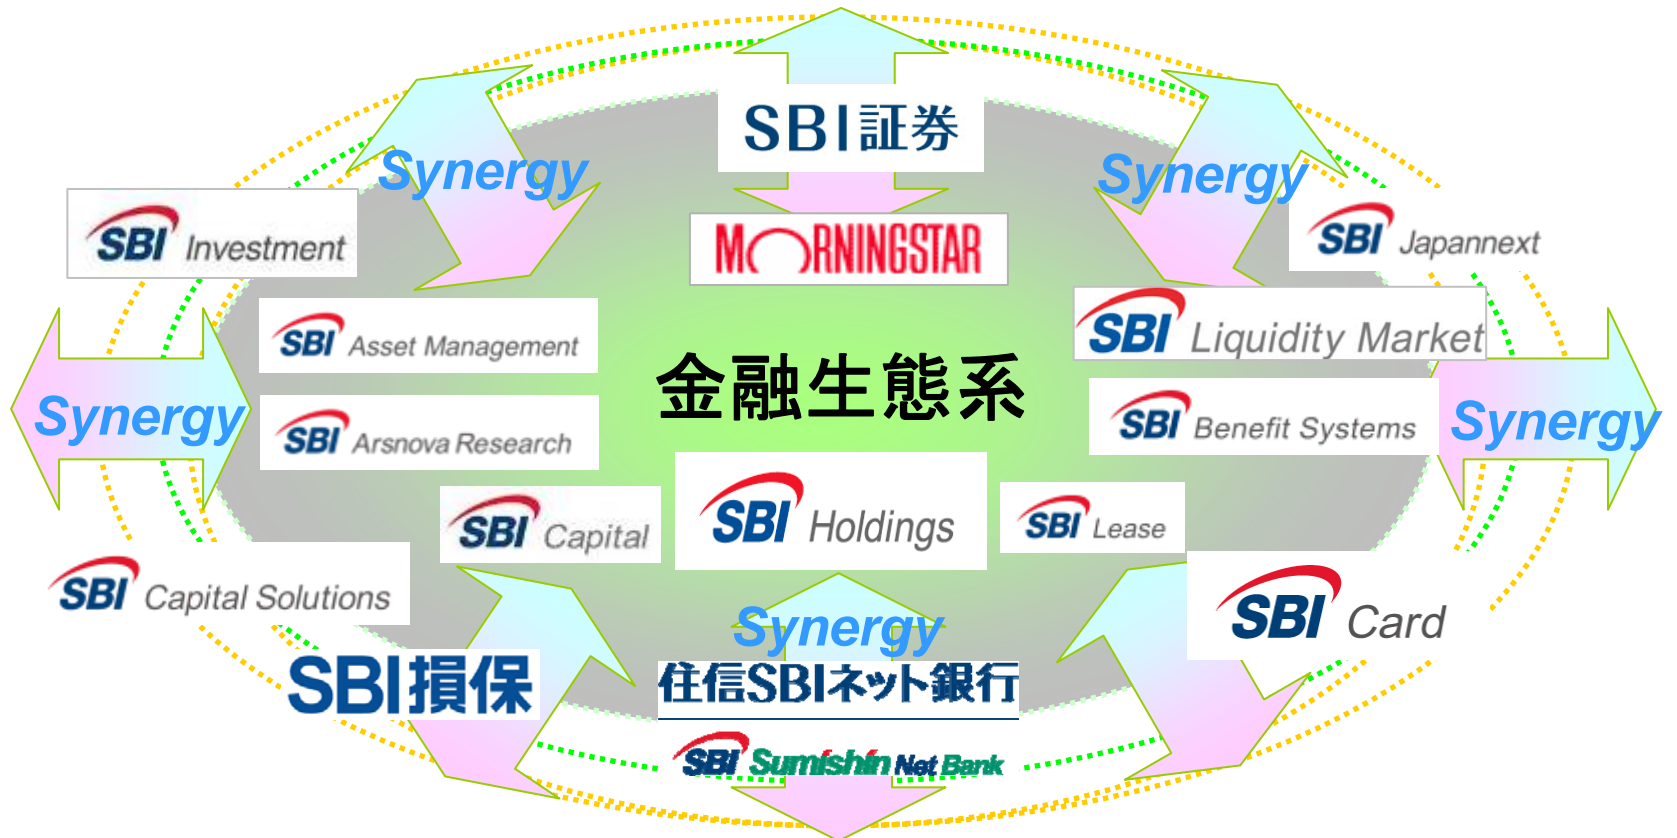 SBI証券
Synergy
Synergy
SBI Investment
MORNINGSTAR
SBI Japannext
SBI Asset Management
SBI Liquidity Market
金融生態系
Synergy
SBI Arsnova Research
SBI Benefit Systems
Synergy
SBI Capital
SBI Holdings
SBI Lease
SBI Capital Solutions
SBI Card
Synergy
SBI損保
住信SBIネット銀行
SBI Sumishin Net Bank